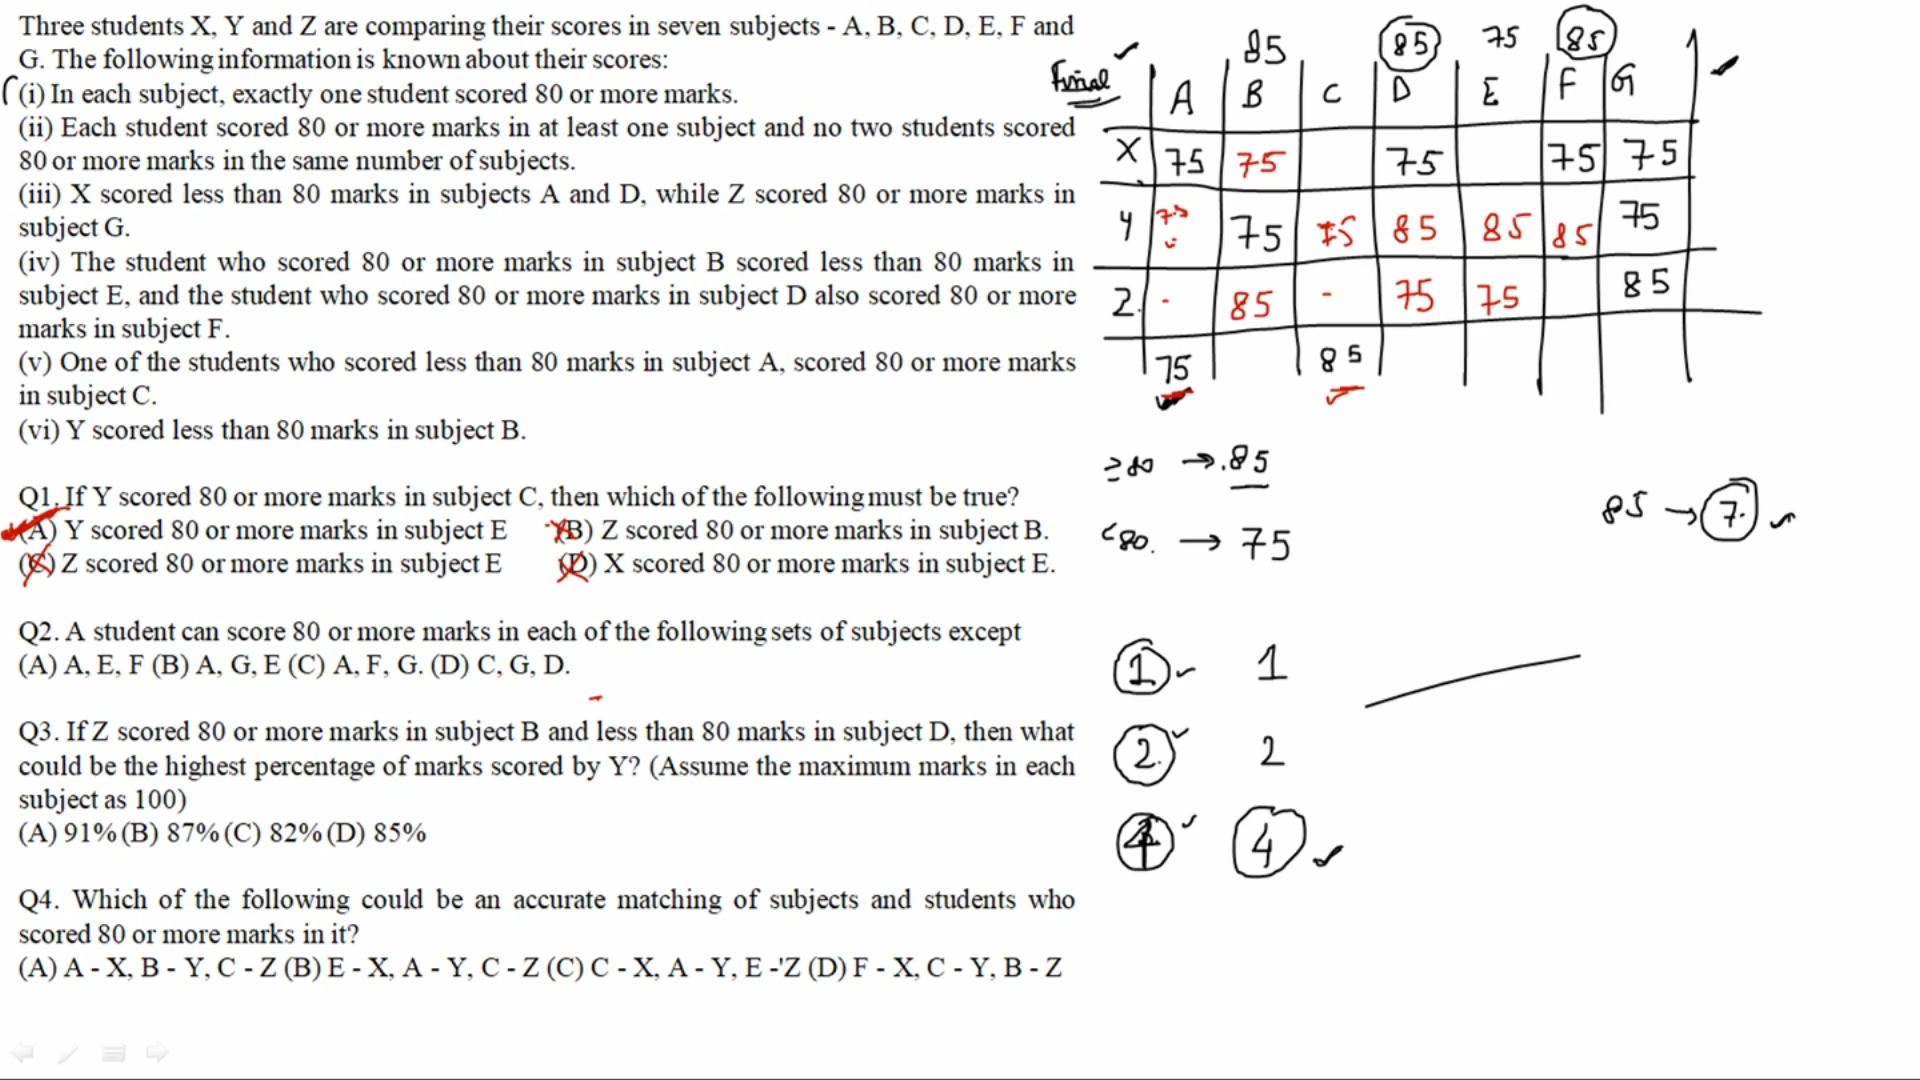 Three students X, Y and Z are comparing their scores in seven subjects - A, B, C, D, E, F and
G. The following information is known about their scores:
(i) In each subject, exactly one student scored 80 or more marks.
(ii) Each student scored 80 or more marks in at least one subject and no two students scored
80 or more marks in the same number of subjects.
(iii) X scored less than 80 marks in subjects A and D, while Z scored 80 or more marks in
subject G.
(iv) The student who scored 80 or more marks in subject B scored less than 80 marks in
subject E, and the student who scored 80 or more marks in subject D also scored 80 or more
marks in subject F.
(v) One of the students who scored less than 80 marks in subject A, scored 80 or more marks
in subject C.
(vi) Y scored less than 80 marks in subject B.
Q1. If Y scored 80 or more marks in subject C, then which of the following must be true?
(A) Y scored 80 or more marks in subject E (B) Z scored 80 or more marks in subject B.
(C) Z scored 80 or more marks in subject E (D) X scored 80 or more marks in subject E.
Q2. A student can score 80 or more marks in each of the following sets of subjects except
(A) A, E, F (B) A, G, E (C) A, F, G. (D) C, G, D.
Q3. If Z scored 80 or more marks in subject B and less than 80 marks in subject D, then what
could be the highest percentage of marks scored by Y? (Assume the maximum marks in each
subject as 100)
(A) 91% (B) 87% (C) 82% (D) 85%
Q4. Which of the following could be an accurate matching of subjects and students who
scored 80 or more marks in it?
(A) A - X, B - Y, C - Z (B) E - X, A - Y, C - Z (C) C - X, A - Y, E -'Z (D) F - X, C - Y, B - Z
85 85 75 85
Final A B C D E F G
X 75 75 75 75 75
Y 75 75 75 85 85 85 75
Z - 85 - 75 75 85
75 85
≥80 → 85
<80. → 75
85 → 7
1 1
2 2
4 4